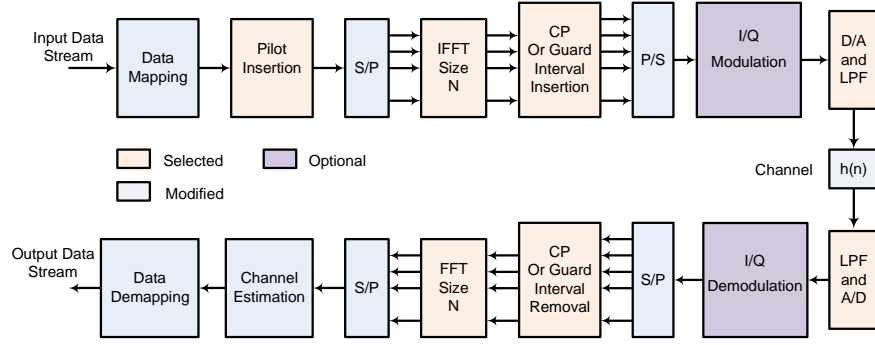 Input Data
Stream
Data
Mapping
Pilot
Insertion
S/P
IFFT
Size
N
CP
Or Guard
Interval
Insertion
P/S
I/Q
Modulation
D/A
and
LPF
Selected
Optional
Modified
Channel
h(n)
Output Data
Stream
Data
Demapping
Channel
Estimation
S/P
FFT
Size
N
CP
Or Guard
Interval
Removal
S/P
I/Q
Demodulation
LPF
and
A/D